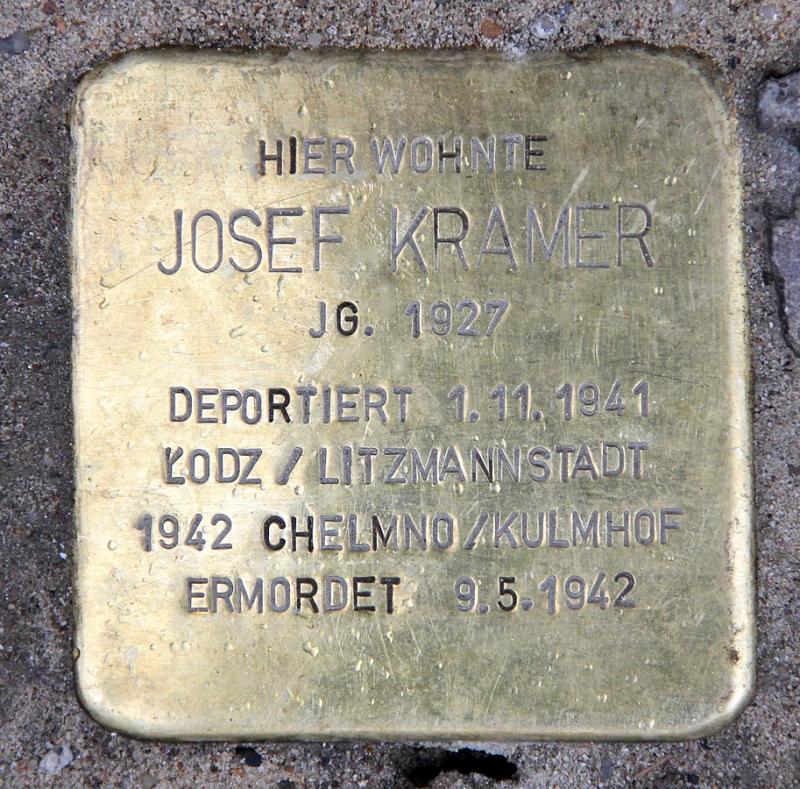 HIER WOHNTE
JOSEF KRAMER
JG. 1927
DEPORTIERT 1.11.1941
ŁODZ / LITZMANNSTADT
1942 CHELMNO/KULMHOF
ERMORDET 9.5.1942